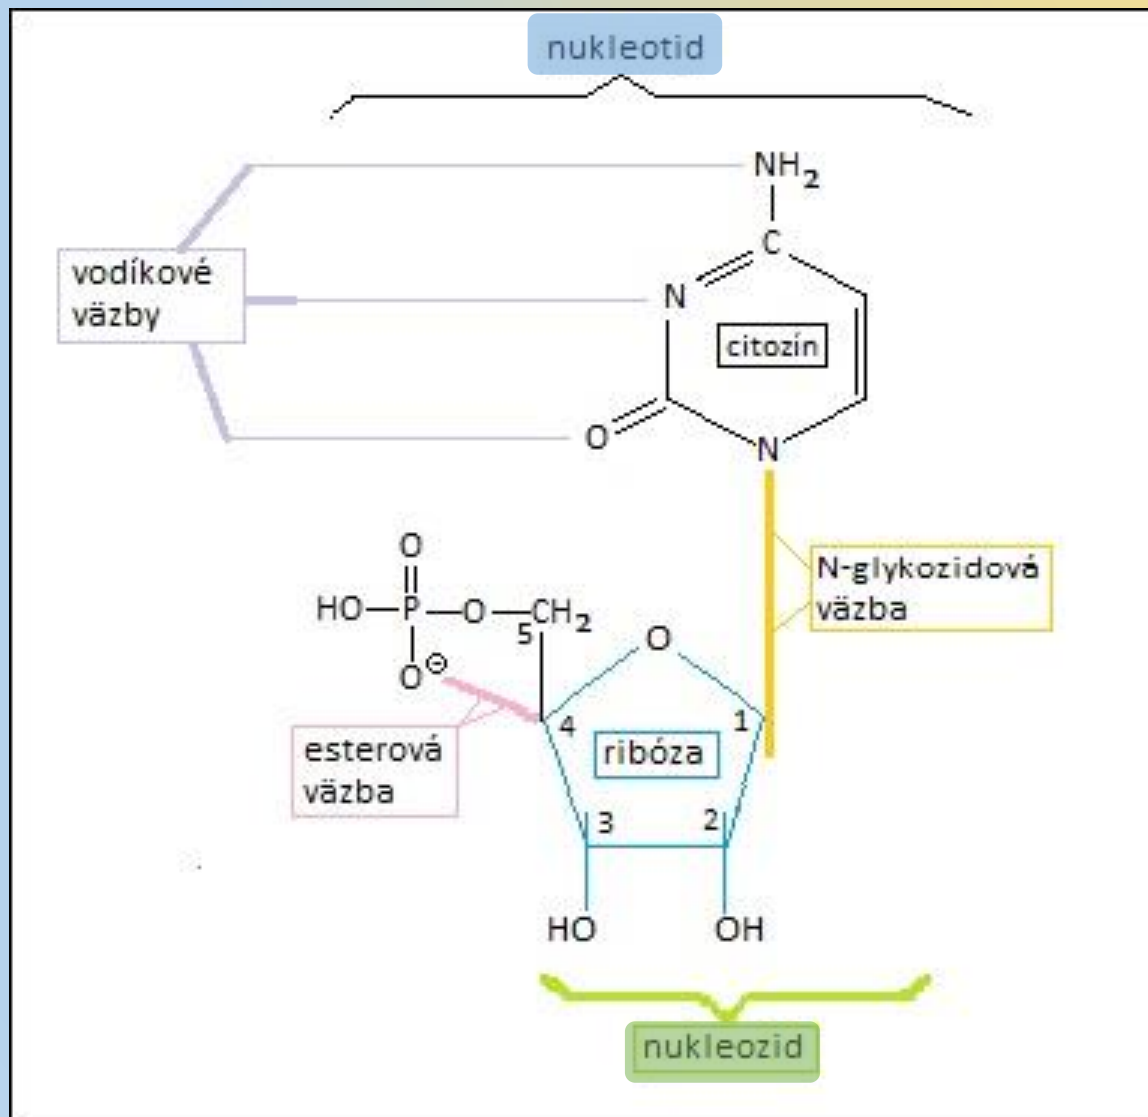 nukleotid
NH2
C
vodíkové
väzby
N
citozín
O
N
O
N-glykozidová
väzba
HO P O CH2
5
O
O⊖
4
1
esterová
väzba
ribóza
3
2
HO
OH
nukleozid